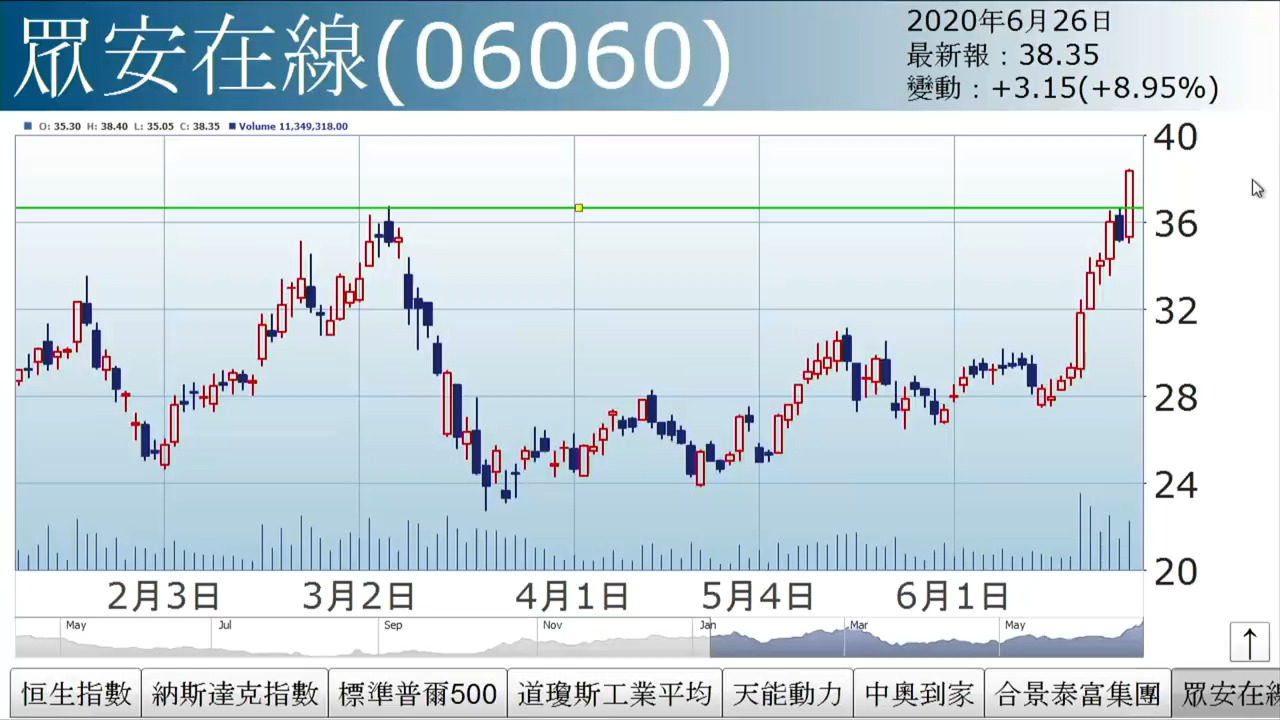 眾安在線(06060)
2020年6月26日
最新報：38.35
變動：+3.15(+8.95%)
O: 35.30 H: 38.40 L: 35.05 C: 38.35 Volume 11,349,318.00
40
36
32
28
24
20
2月3日 3月2日 4月1日 5月4日 6月1日
May Jul Sep Nov Jan Mar May
↑
恒生指數 納斯達克指數 標準普爾500 道瓊斯工業平均 天能動力 中奧到家 合景泰富集團 眾安在線